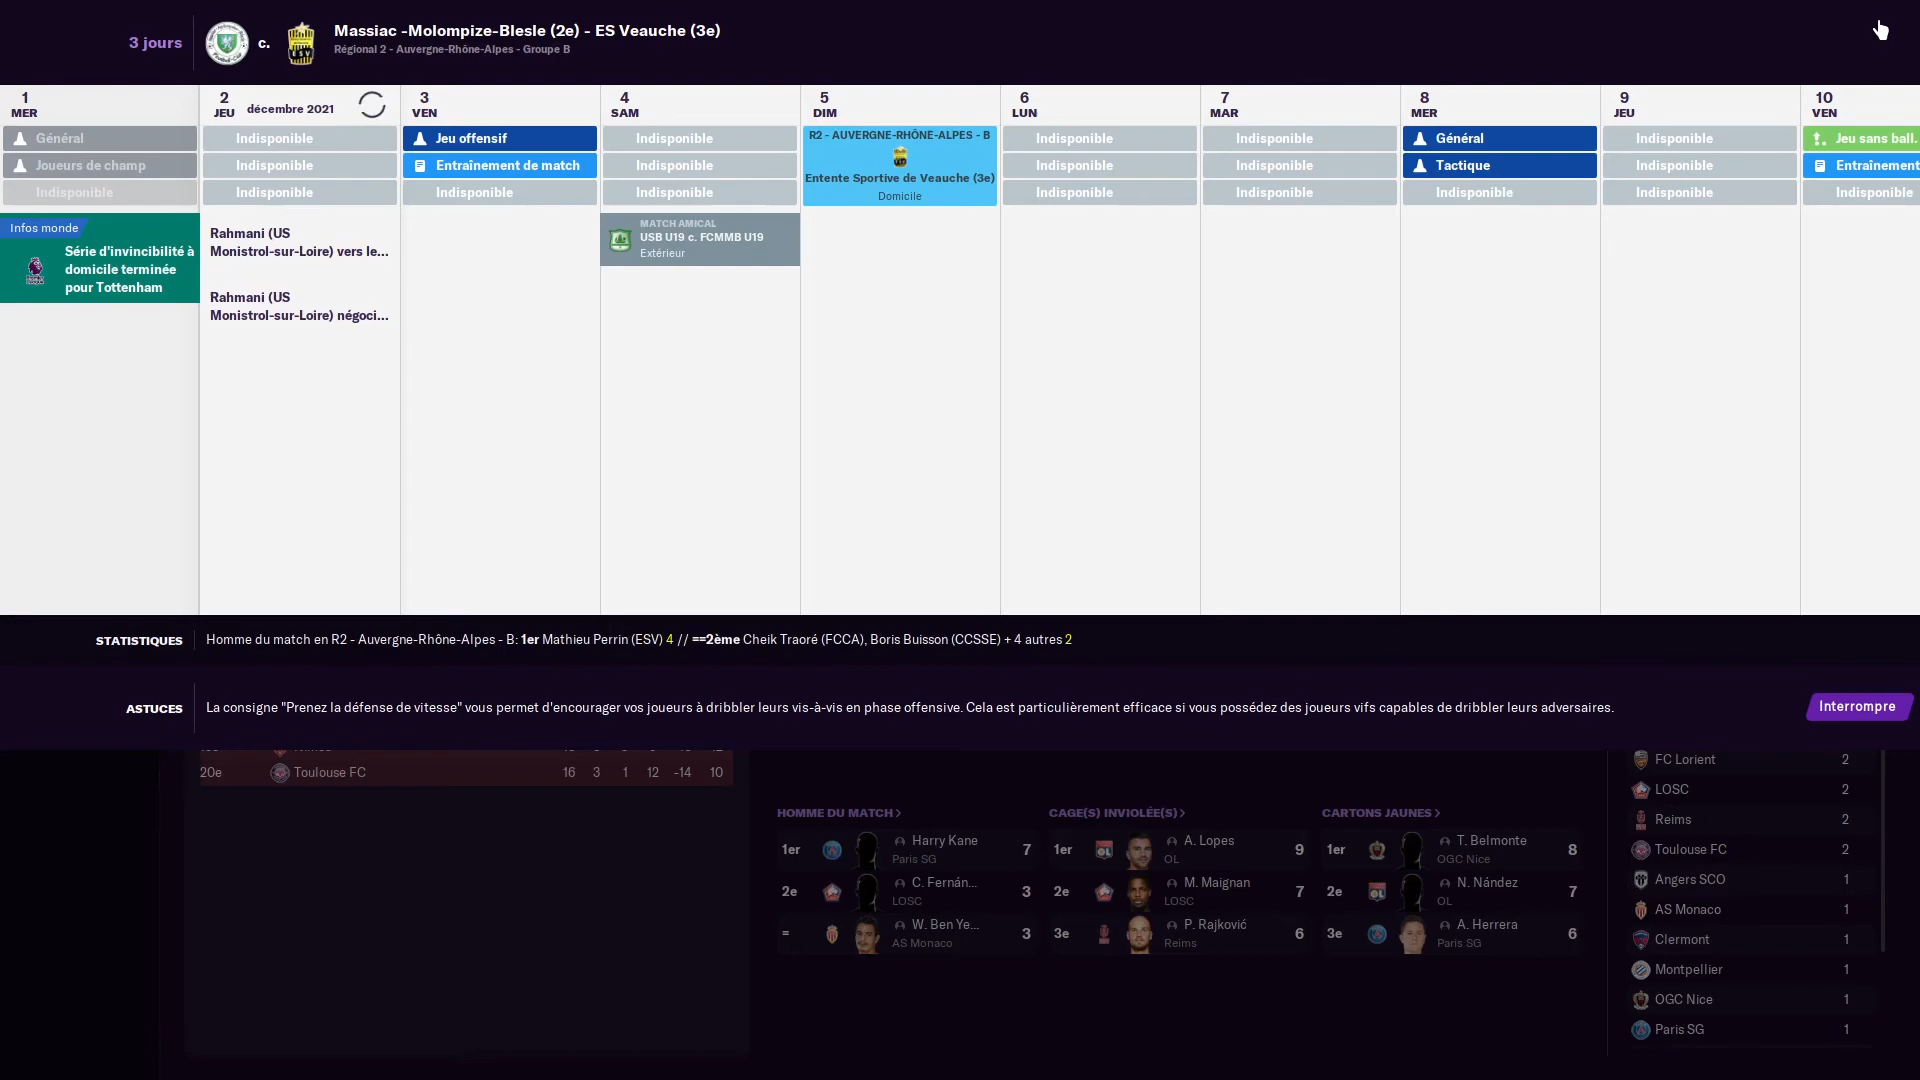 3 jours
c.
Massiac -Molompize-Blesle (2e) - ES Veauche (3e)
Régional 2 - Auvergne-Rhône-Alpes - Groupe B
1
MER
Général
Joueurs de champ
Indisponible
Infos monde
Série d'invincibilité à
domicile terminée
pour Tottenham
2
JEU
décembre 2021
Indisponible
Indisponible
Indisponible
Rahmani (US
Monistrol-sur-Loire) vers le...
Rahmani (US
Monistrol-sur-Loire) négoci...
3
VEN
Jeu offensif
Entraînement de match
Indisponible
4
SAM
Indisponible
Indisponible
Indisponible
MATCH AMICAL
USB U19 c. FCMMB U19
Extérieur
5
DIM
R2 - AUVERGNE-RHÔNE-ALPES - B
Entente Sportive de Veauche (3e)
Domicile
6
LUN
Indisponible
Indisponible
Indisponible
7
MAR
Indisponible
Indisponible
Indisponible
8
MER
Général
Tactique
Indisponible
9
JEU
Indisponible
Indisponible
Indisponible
10
VEN
Jeu sans ball.
Entraînement
Indisponible
STATISTIQUES
Homme du match en R2 - Auvergne-Rhône-Alpes - B: 1er Mathieu Perrin (ESV) 4 // ==2ème Cheik Traoré (FCCA), Boris Buisson (CCSSE) + 4 autres 2
ASTUCES
La consigne "Prenez la défense de vitesse" vous permet d'encourager vos joueurs à dribbler leurs vis-à-vis en phase offensive. Cela est particulièrement efficace si vous possédez des joueurs vifs capables de dribbler leurs adversaires.
Interrompre
20e Toulouse FC 16 3 1 12 -14 10
HOMME DU MATCH >
1er Harry Kane 7
Paris SG
2e C. Fernán... 3
LOSC
= W. Ben Ye... 3
AS Monaco
CAGE(S) INVIOLÉE(S) >
1er A. Lopes 9
OL
2e M. Maignan 7
LOSC
3e P. Rajković 6
Reims
CARTONS JAUNES >
1er T. Belmonte 8
OGC Nice
2e N. Nández 7
OL
3e A. Herrera 6
Paris SG
FC Lorient 2
LOSC 2
Reims 2
Toulouse FC 2
Angers SCO 1
AS Monaco 1
Clermont 1
Montpellier 1
OGC Nice 1
Paris SG 1